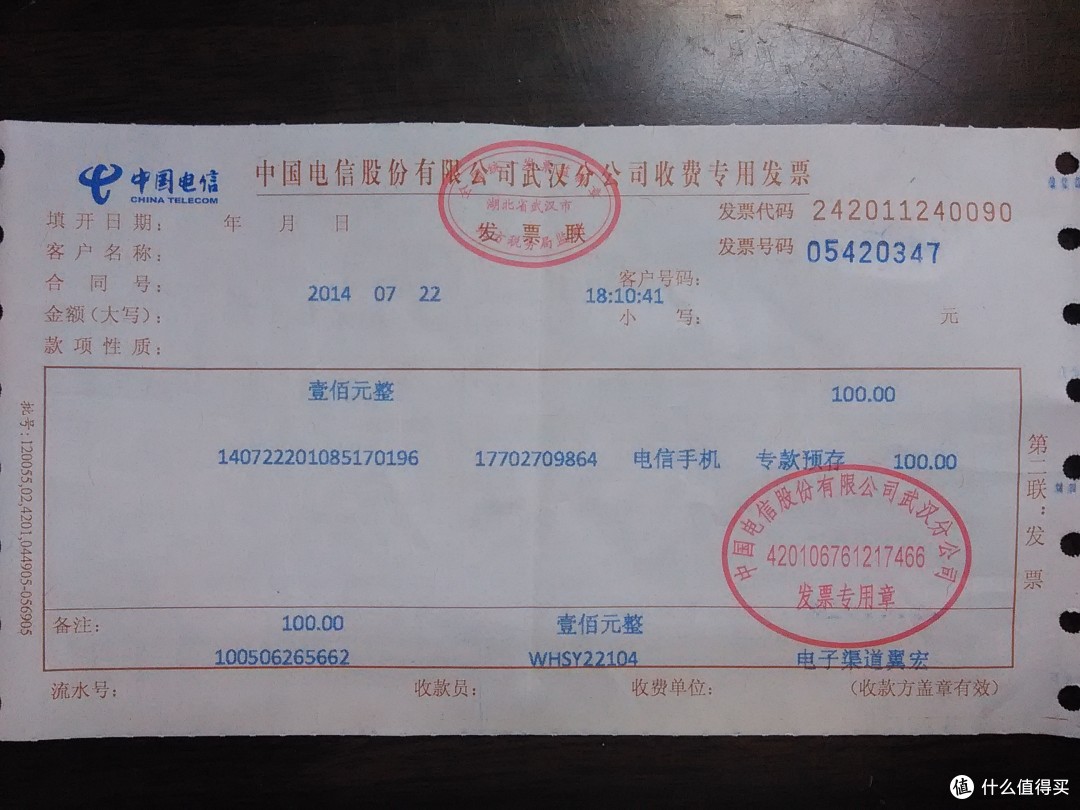 中国电信
CHINA TELECOM
中国电信股份有限公司武汉分公司收费专用发票
湖北省武汉市
发票联
填开日期： 年 月 日
发票代码 242011240090
客户名称：
发票号码 05420347
合同号：
客户号码：
2014 07 22 18:10:41
金额（大写）：
小写： 元
款项性质：
壹佰元整 100.00
140722201085170196 17702709864 电信手机 专款预存 100.00
中国电信股份有限公司武汉分公司
420106761217466
发票专用章
备注： 100.00 壹佰元整
100506265662 WHSY22104 电子渠道翼宏
流水号： 收款员： 收费单位： （收款方盖章有效）
批号：120055,02,4201,044905-056905
第二联：发票
值 什么值得买